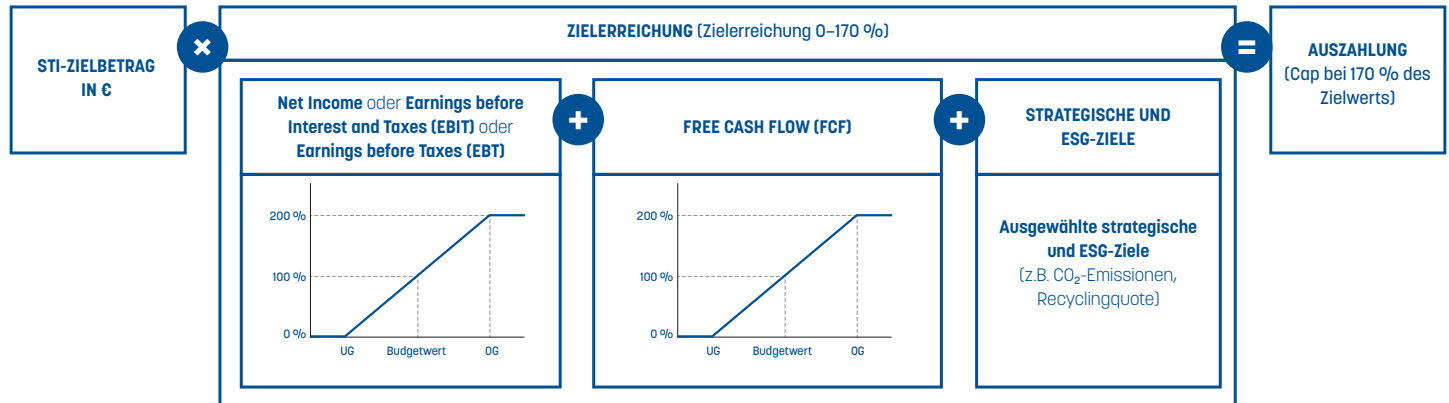 STI-ZIELBETRAG
IN €
×
ZIELERREICHUNG (Zielerreichung 0–170 %)
=
AUSZAHLUNG
(Cap bei 170 % des
Zielwerts)
Net Income oder Earnings before
Interest and Taxes (EBIT) oder
Earnings before Taxes (EBT)
+
FREE CASH FLOW (FCF)
+
STRATEGISCHE UND
ESG-ZIELE
200 %
100 %
0 %
UG Budgetwert OG
200 %
100 %
0 %
UG Budgetwert OG
Ausgewählte strategische
und ESG-Ziele
(z.B. CO₂-Emissionen,
Recyclingquote)